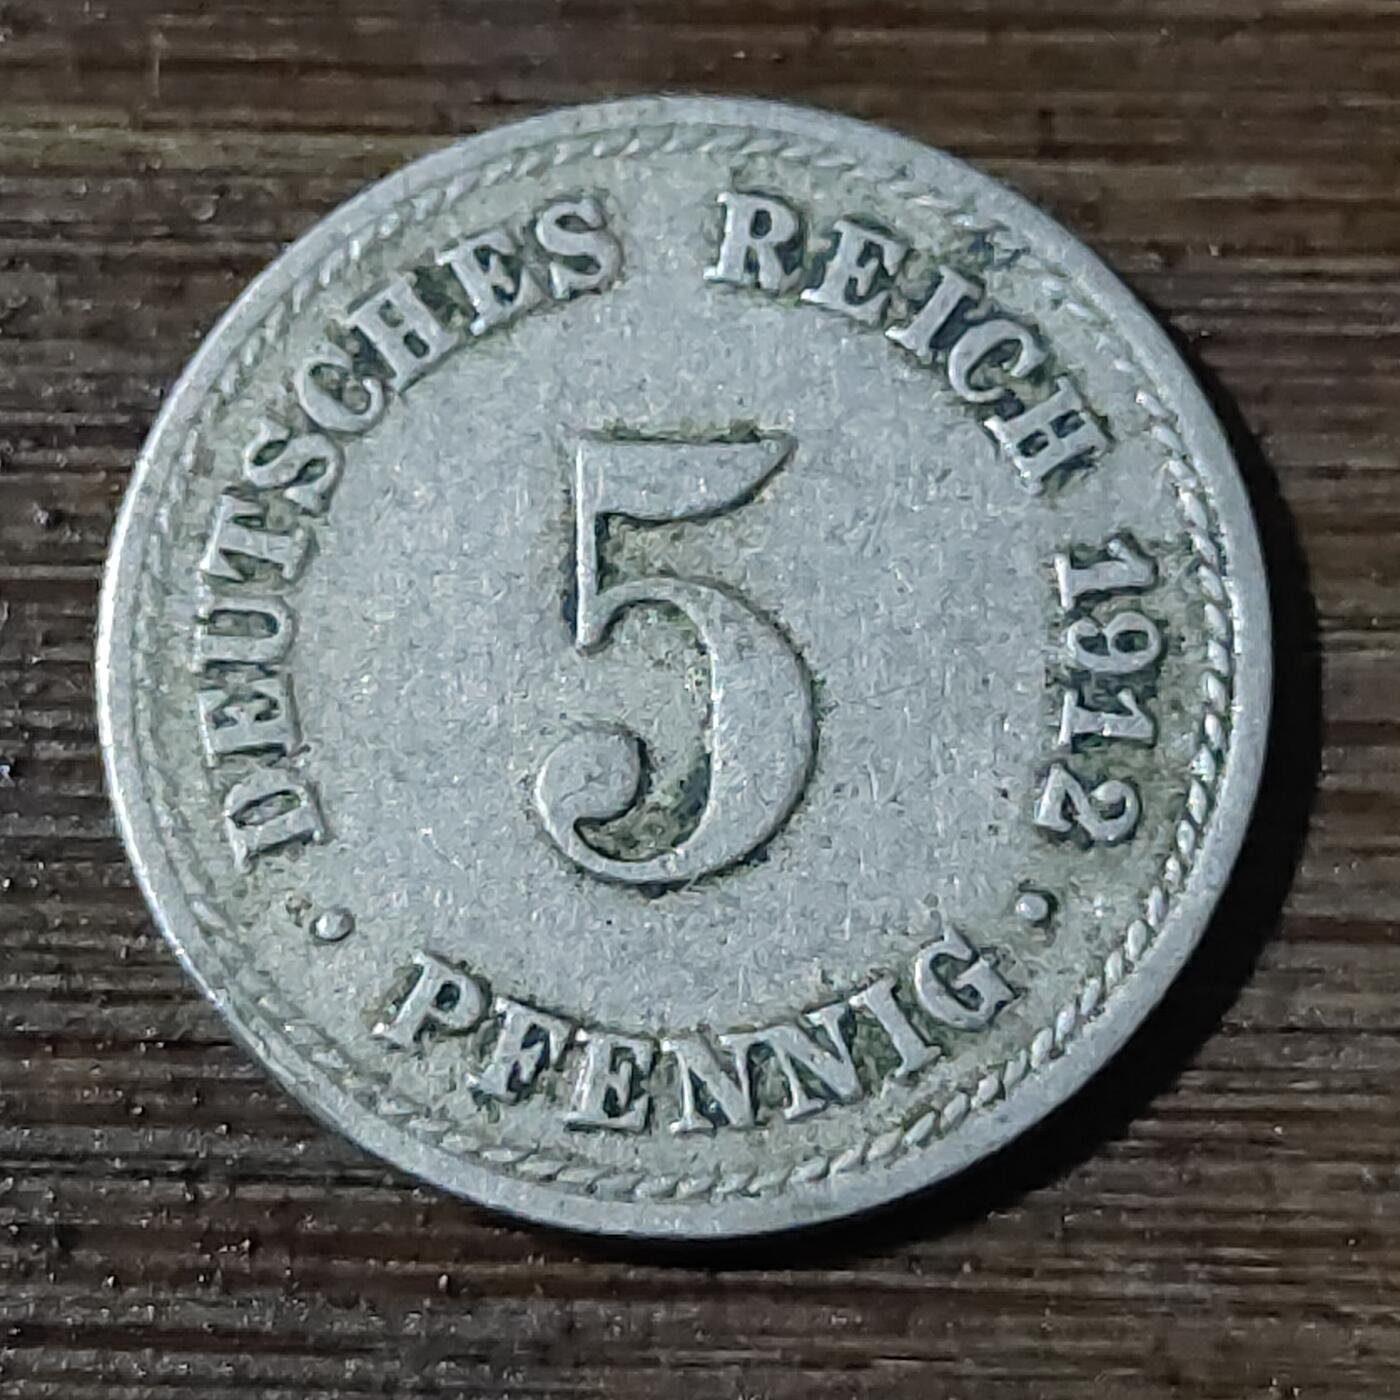 DEUTSCHES REICH 1912
5
· PFENNIG ·